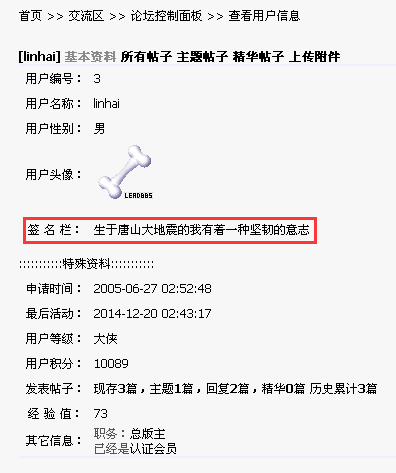 首页 >> 交流区 >> 论坛控制面板 >> 查看用户信息
[linhai] 基本资料 所有帖子 主题帖子 精华帖子 上传附件
用户编号： 3
用户名称： linhai
用户性别： 男
用户头像：
LEADBBS
签 名 栏： 生于唐山大地震的我有着一种坚韧的意志
:::::::::::特殊资料:::::::::::
申请时间： 2005-06-27 02:52:48
最后活动： 2014-12-20 02:43:17
用户等级： 大侠
用户积分： 10089
发表帖子： 现存3篇，主题1篇，回复2篇，精华0篇 历史累计3篇
经 验 值： 73
其它信息： 职务：总版主
已经是认证会员